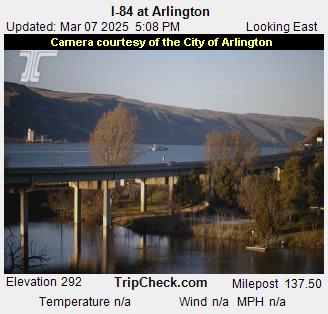 I-84 at Arlington
Updated: Mar 07 2025 5:08 PM Looking East
Camera courtesy of the City of Arlington
Elevation 292 TripCheck.com Milepost 137.50
Temperature n/a Wind n/a MPH n/a